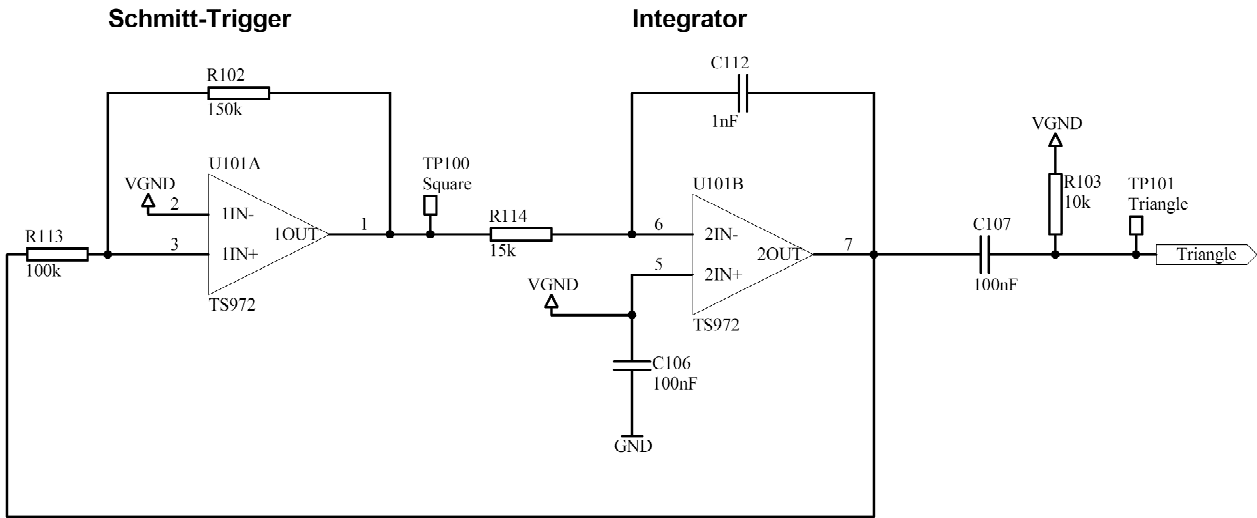 Schmitt-Trigger
Integrator
R102
150k
C112
1nF
VGND
U101A
VGND
2
1IN-
3
1IN+
1OUT
1
TS972
R113
100k
TP100
Square
R114
15k
U101B
6
2IN-
5
2IN+
2OUT
7
TS972
VGND
C106
100nF
GND
C107
100nF
R103
10k
TP101
Triangle
Triangle